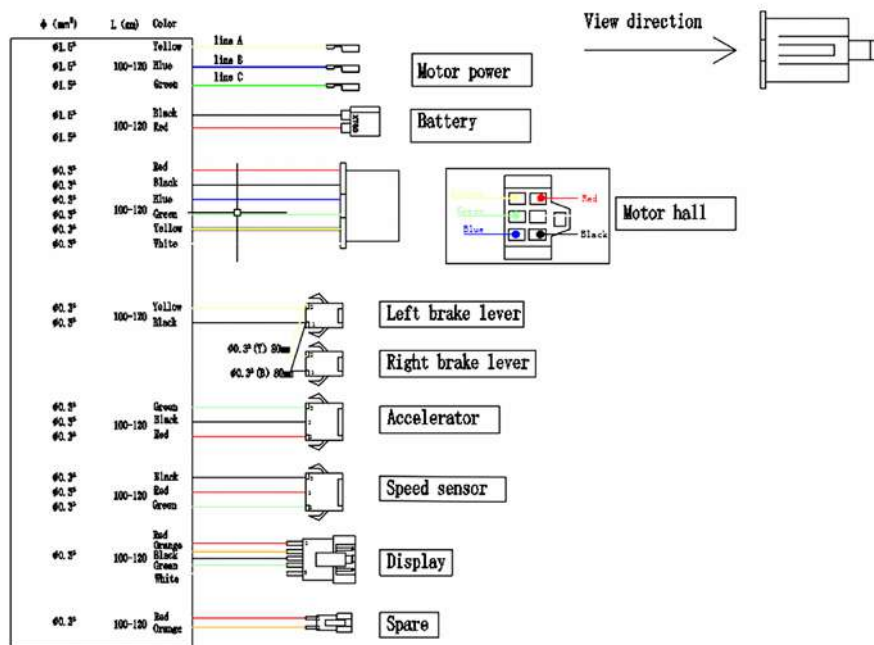 Φ (mm²) L (mm) Color
View direction
Φ1.5² Yellow line A
Φ1.5² 100-120 Blue line B
Φ1.5² Green line C
Motor power
Φ1.5² Black
100-120 Red
Φ1.5²
Battery
Φ0.3² Red
Φ0.3² Black
Φ0.3² Blue
Φ0.3² 100-120 Green
Φ0.3² Yellow
Φ0.3² White
Red
Green
Blue Black
Motor hall
Φ0.3² Yellow
Φ0.3² 100-120 Black
Left brake lever
Φ0.3²(Y) 80mm
Φ0.3²(B) 80mm
Right brake lever
Φ0.3² Green
Φ0.3² 100-120 Black
Φ0.3² Red
Accelerator
Φ0.3² Black
Φ0.3² 100-120 Red
Φ0.3² Green
Speed sensor
Red
Orange
Φ0.3² 100-120 Black
Green
White
Display
Φ0.3² 100-120 Red
Orange
Spare